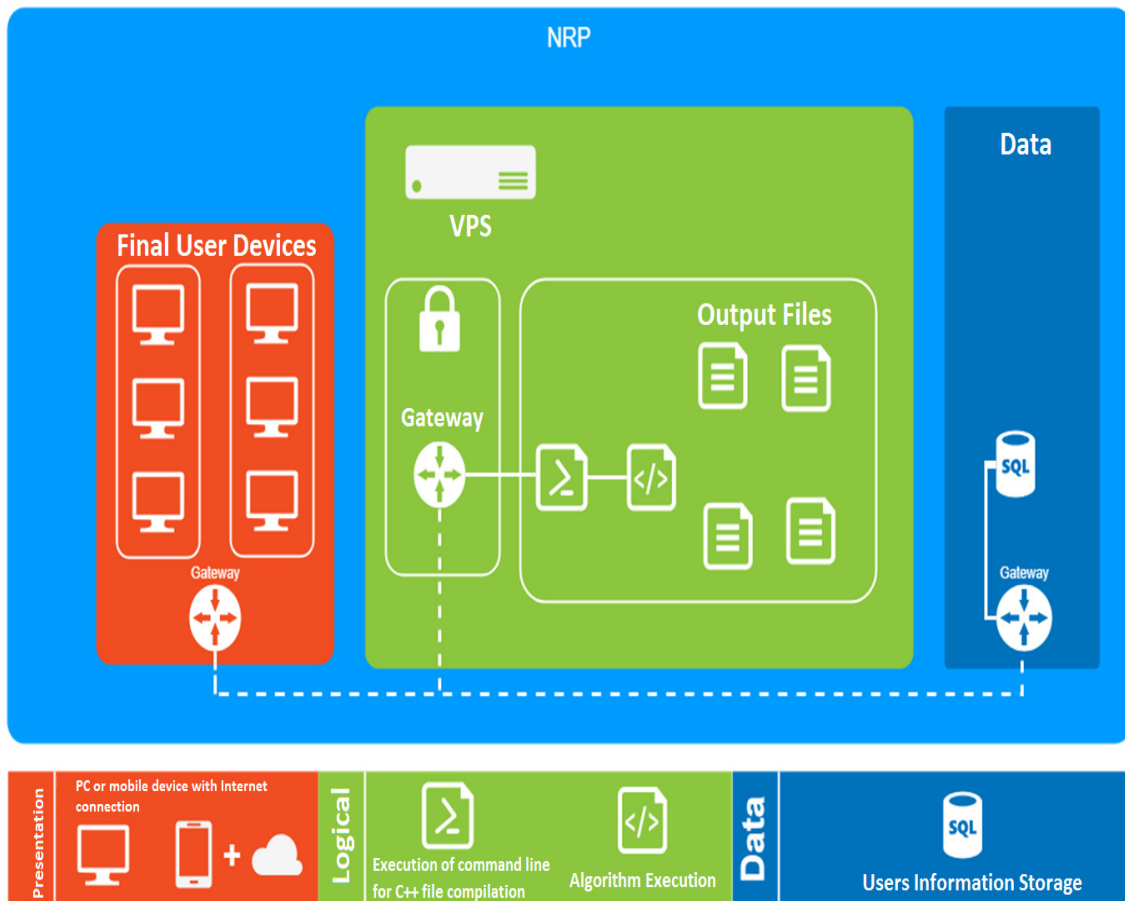 NRP
Final User Devices
Gateway
VPS
Gateway
Output Files
Data
SQL
Gateway
Presentation
PC or mobile device with Internet
connection
Logical
Execution of command line
for C++ file compilation
</>
Algorithm Execution
Data
SQL
Users Information Storage